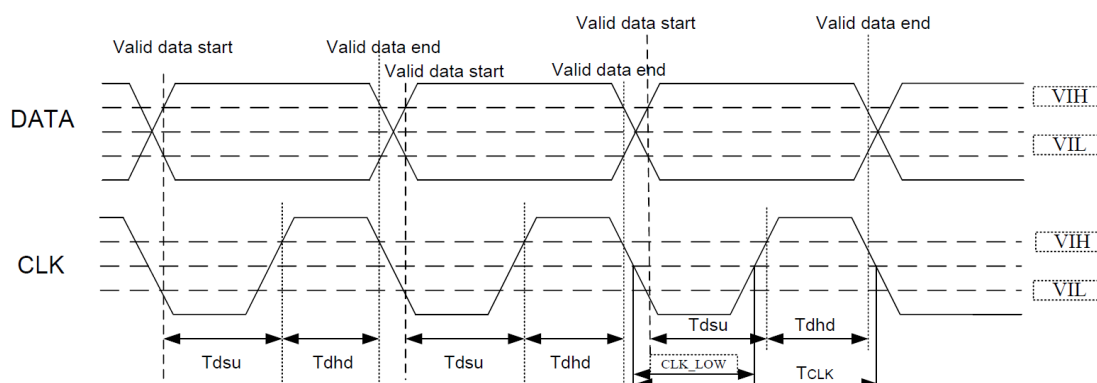 Valid data start
Valid data end
Valid data start
Valid data end
Valid data start
Valid data end
DATA
VIH
VIL
CLK
VIH
VIL
Tdsu
Tdhd
Tdsu
Tdhd
Tdsu
Tdhd
CLK_LOW
TCLK